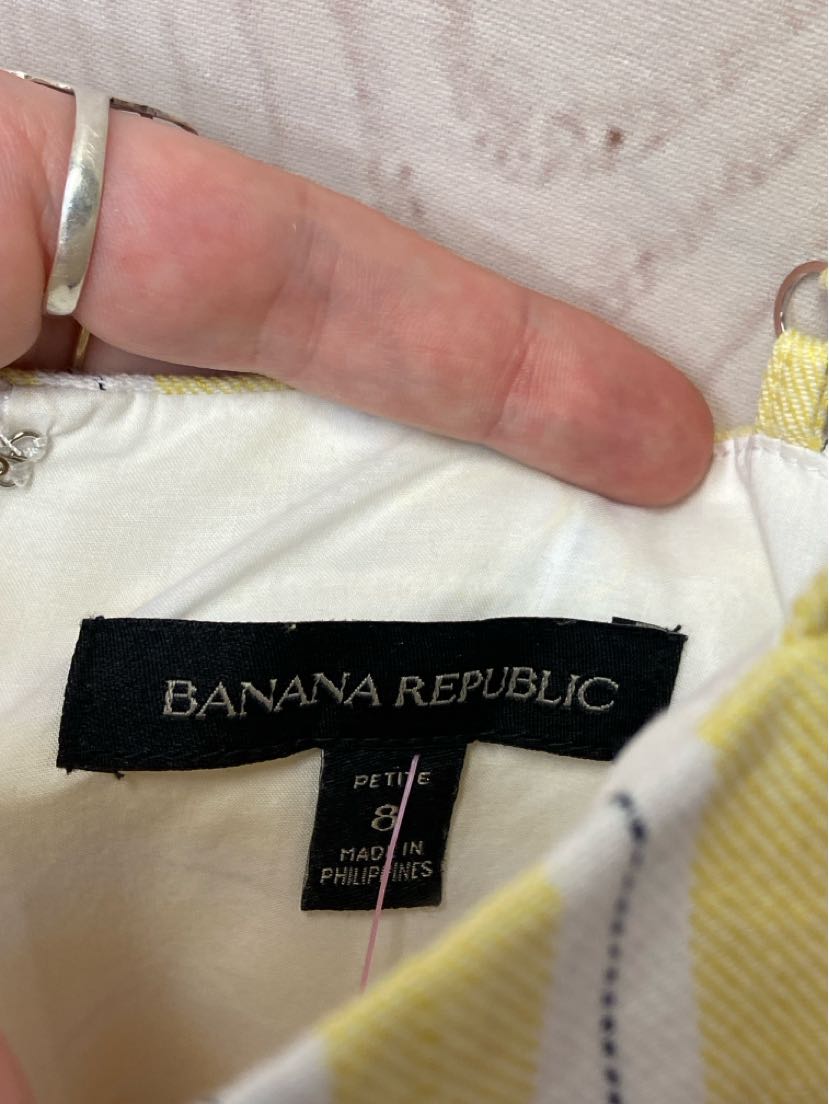 BANANA REPUBLIC
PETITE
8
MADE IN
PHILIPPINES